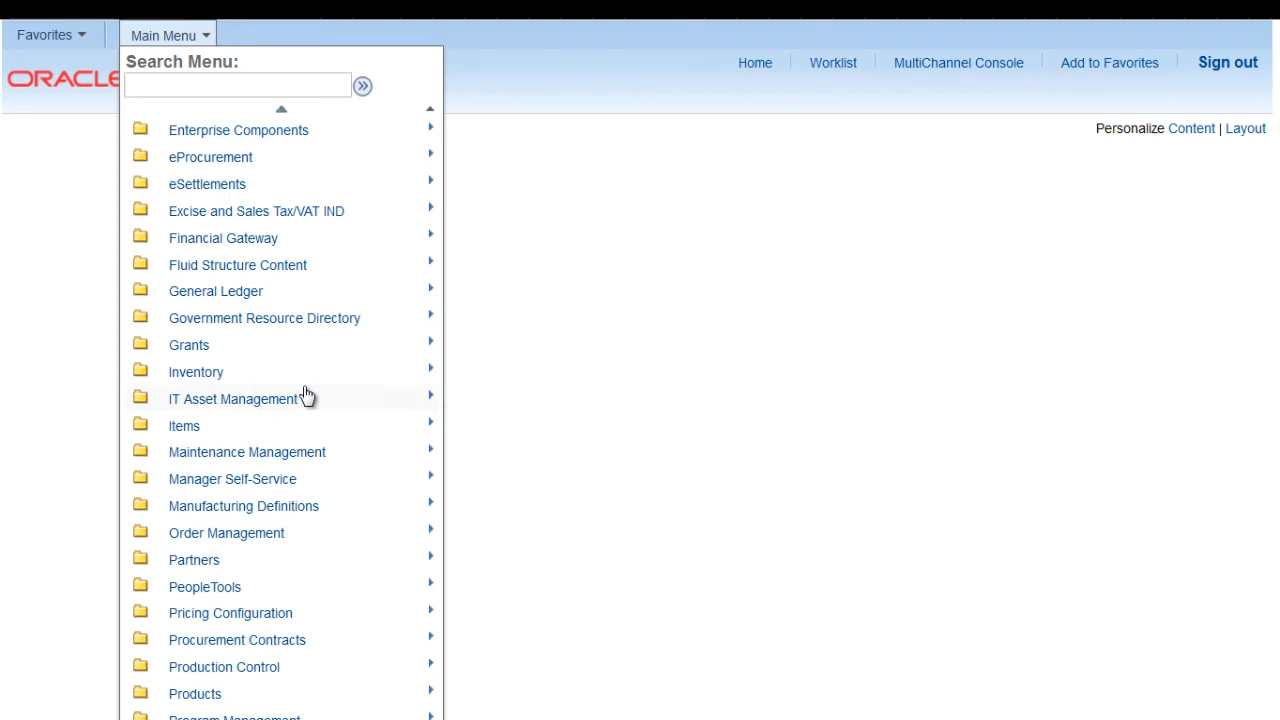 Favorites
Main Menu
Search Menu:
ORACLE
Home
Worklist
MultiChannel Console
Add to Favorites
Sign out
Personalize Content | Layout
Enterprise Components
eProcurement
eSettlements
Excise and Sales Tax/VAT IND
Financial Gateway
Fluid Structure Content
General Ledger
Government Resource Directory
Grants
Inventory
IT Asset Management
Items
Maintenance Management
Manager Self-Service
Manufacturing Definitions
Order Management
Partners
PeopleTools
Pricing Configuration
Procurement Contracts
Production Control
Products
Program Management